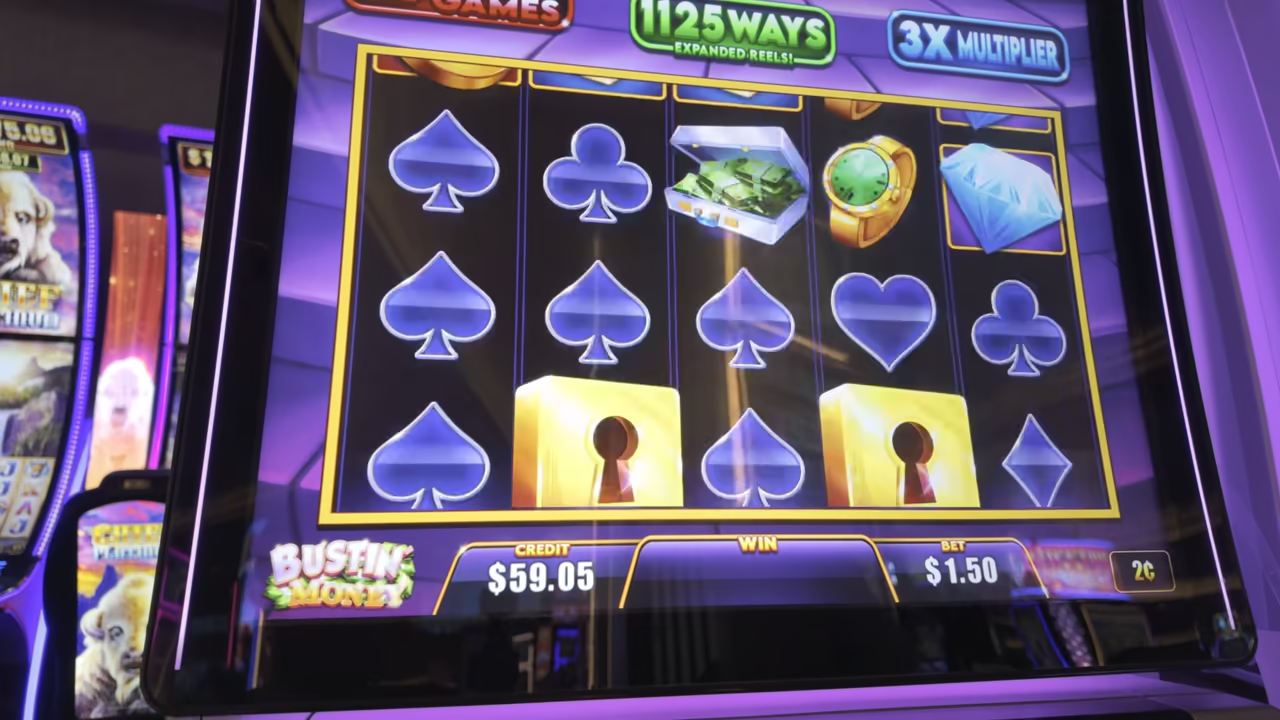 GAMES
1125 WAYS
EXPANDED REELS!
3X MULTIPLIER
CREDIT
$59.05
WIN
BET
$1.50
2¢
BUSTIN'
MONEY